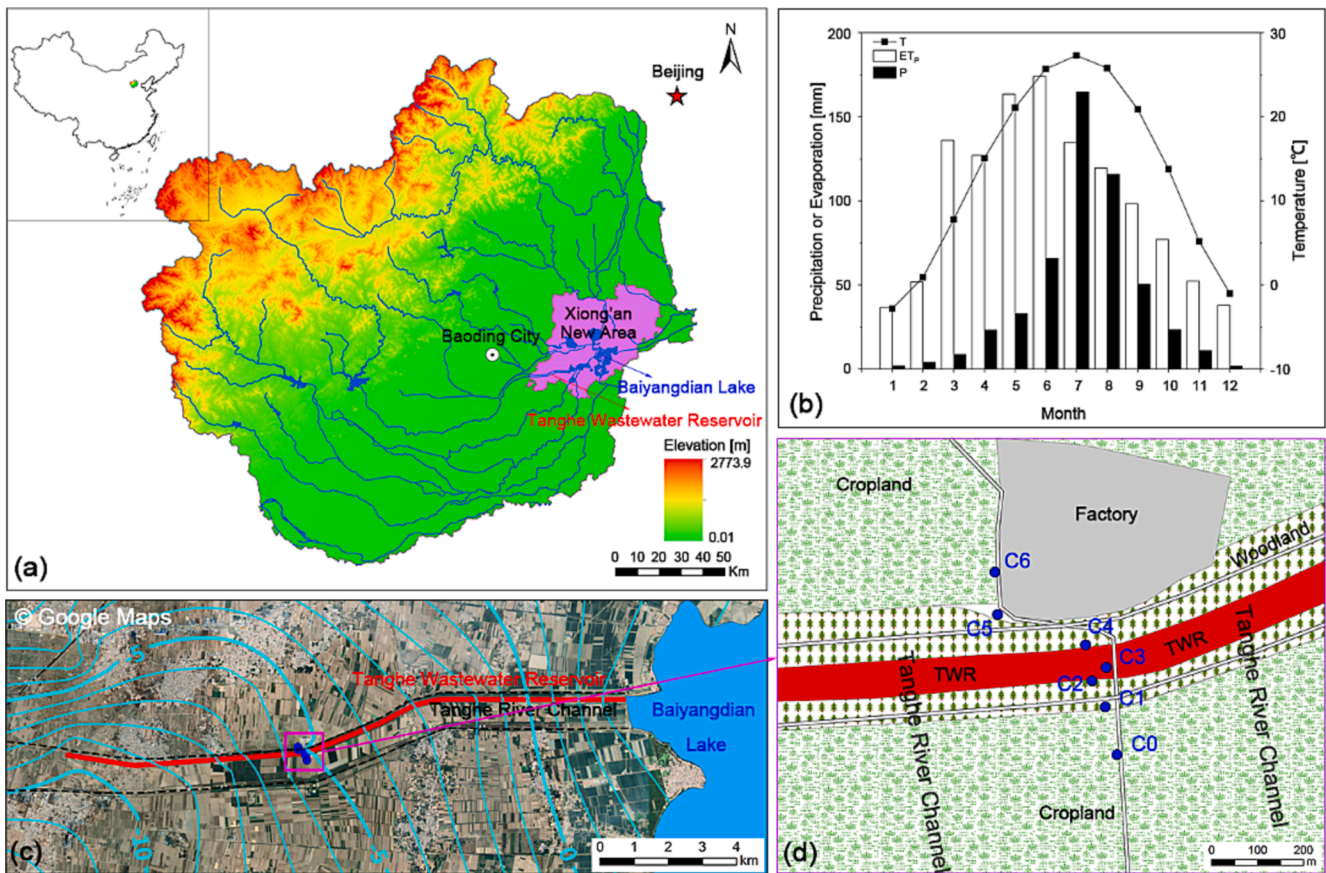 N
Beijing
Xiong'an
New Area
Baoding City
Baiyangdian Lake
Tanghe Wastewater Reservoir
Elevation [m]
2773.9
0.01
0 10 20 30 40 50
Km
(a)
200
150
100
50
0
Precipitation or Evaporation [mm]
T
ETP
P
30
20
10
0
-10
Temperature [℃]
1 2 3 4 5 6 7 8 9 10 11 12
Month
(b)
© Google Maps
-5
Tanghe Wastewater Reservoir
Tanghe River Channel
Baiyangdian
Lake
-10
-5
0
0 1 2 3 4
km
(c)
Cropland
Factory
Woodland
C6
C5
C4
C3
TWR
TWR
C2
C1
C0
Tanghe River Channel
Tanghe River Channel
Cropland
0 100 200
m
(d)